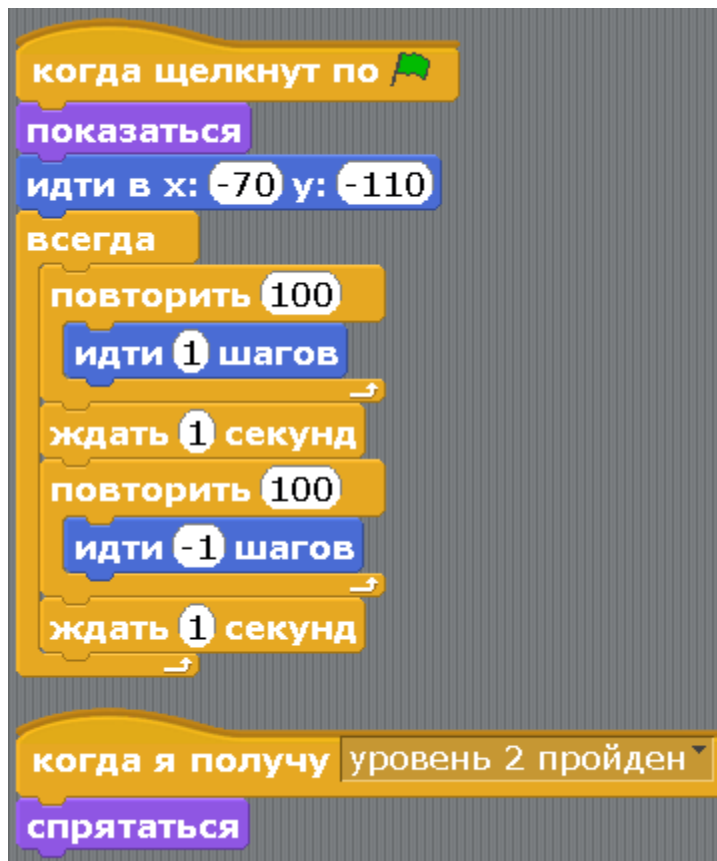 когда щелкнут по
показаться
идти в x: -70 y: -110
всегда
повторить 100
идти 1 шагов
ждать 1 секунд
повторить 100
идти -1 шагов
ждать 1 секунд
когда я получу уровень 2 пройден
спрятаться